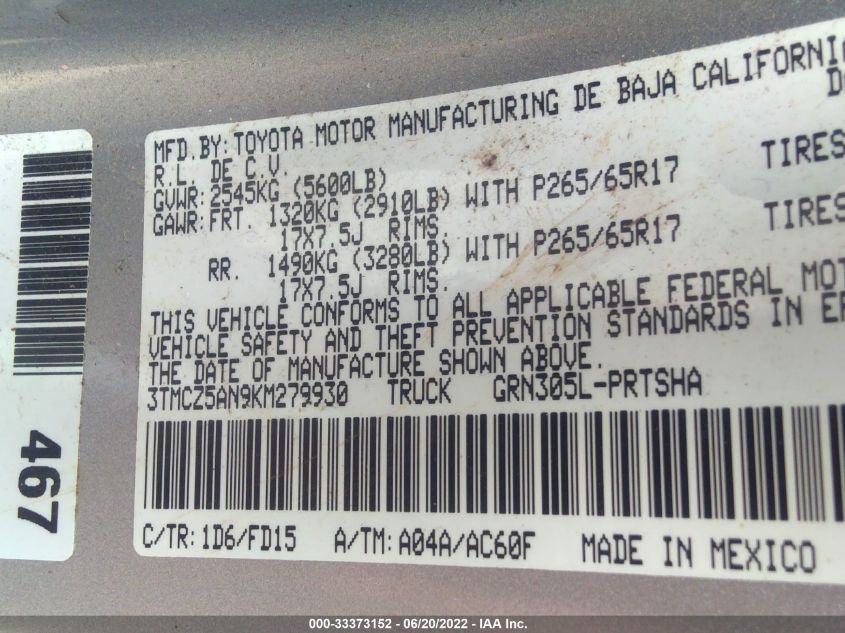 MFD. BY: TOYOTA MOTOR MANUFACTURING DE BAJA CALIFORNIA
R.L. DE C.V.
GVWR: 2545KG (5600LB)
GAWR: FRT. 1320KG (2910LB) WITH P265/65R17 TIRES
17X7.5J RIMS.
RR. 1490KG (3280LB) WITH P265/65R17 TIRES
17X7.5J RIMS.
THIS VEHICLE CONFORMS TO ALL APPLICABLE FEDERAL MOT
VEHICLE SAFETY AND THEFT PREVENTION STANDARDS IN EF
THE DATE OF MANUFACTURE SHOWN ABOVE.
3TMCZ5AN9KM279930 TRUCK GRN305L-PRTSHA
C/TR: 1D6/FD15 A/TM: A04A/AC60F MADE IN MEXICO
467
000-33373152 - 06/20/2022 - IAA Inc.